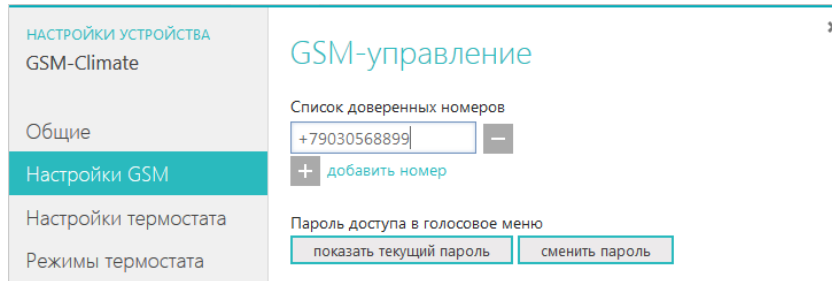 НАСТРОЙКИ УСТРОЙСТВА
GSM-Climate
Общие
Настройки GSM
Настройки термостата
Режимы термостата
GSM-управление
Список доверенных номеров
+79030568899
добавить номер
Пароль доступа в голосовое меню
показать текущий пароль сменить пароль